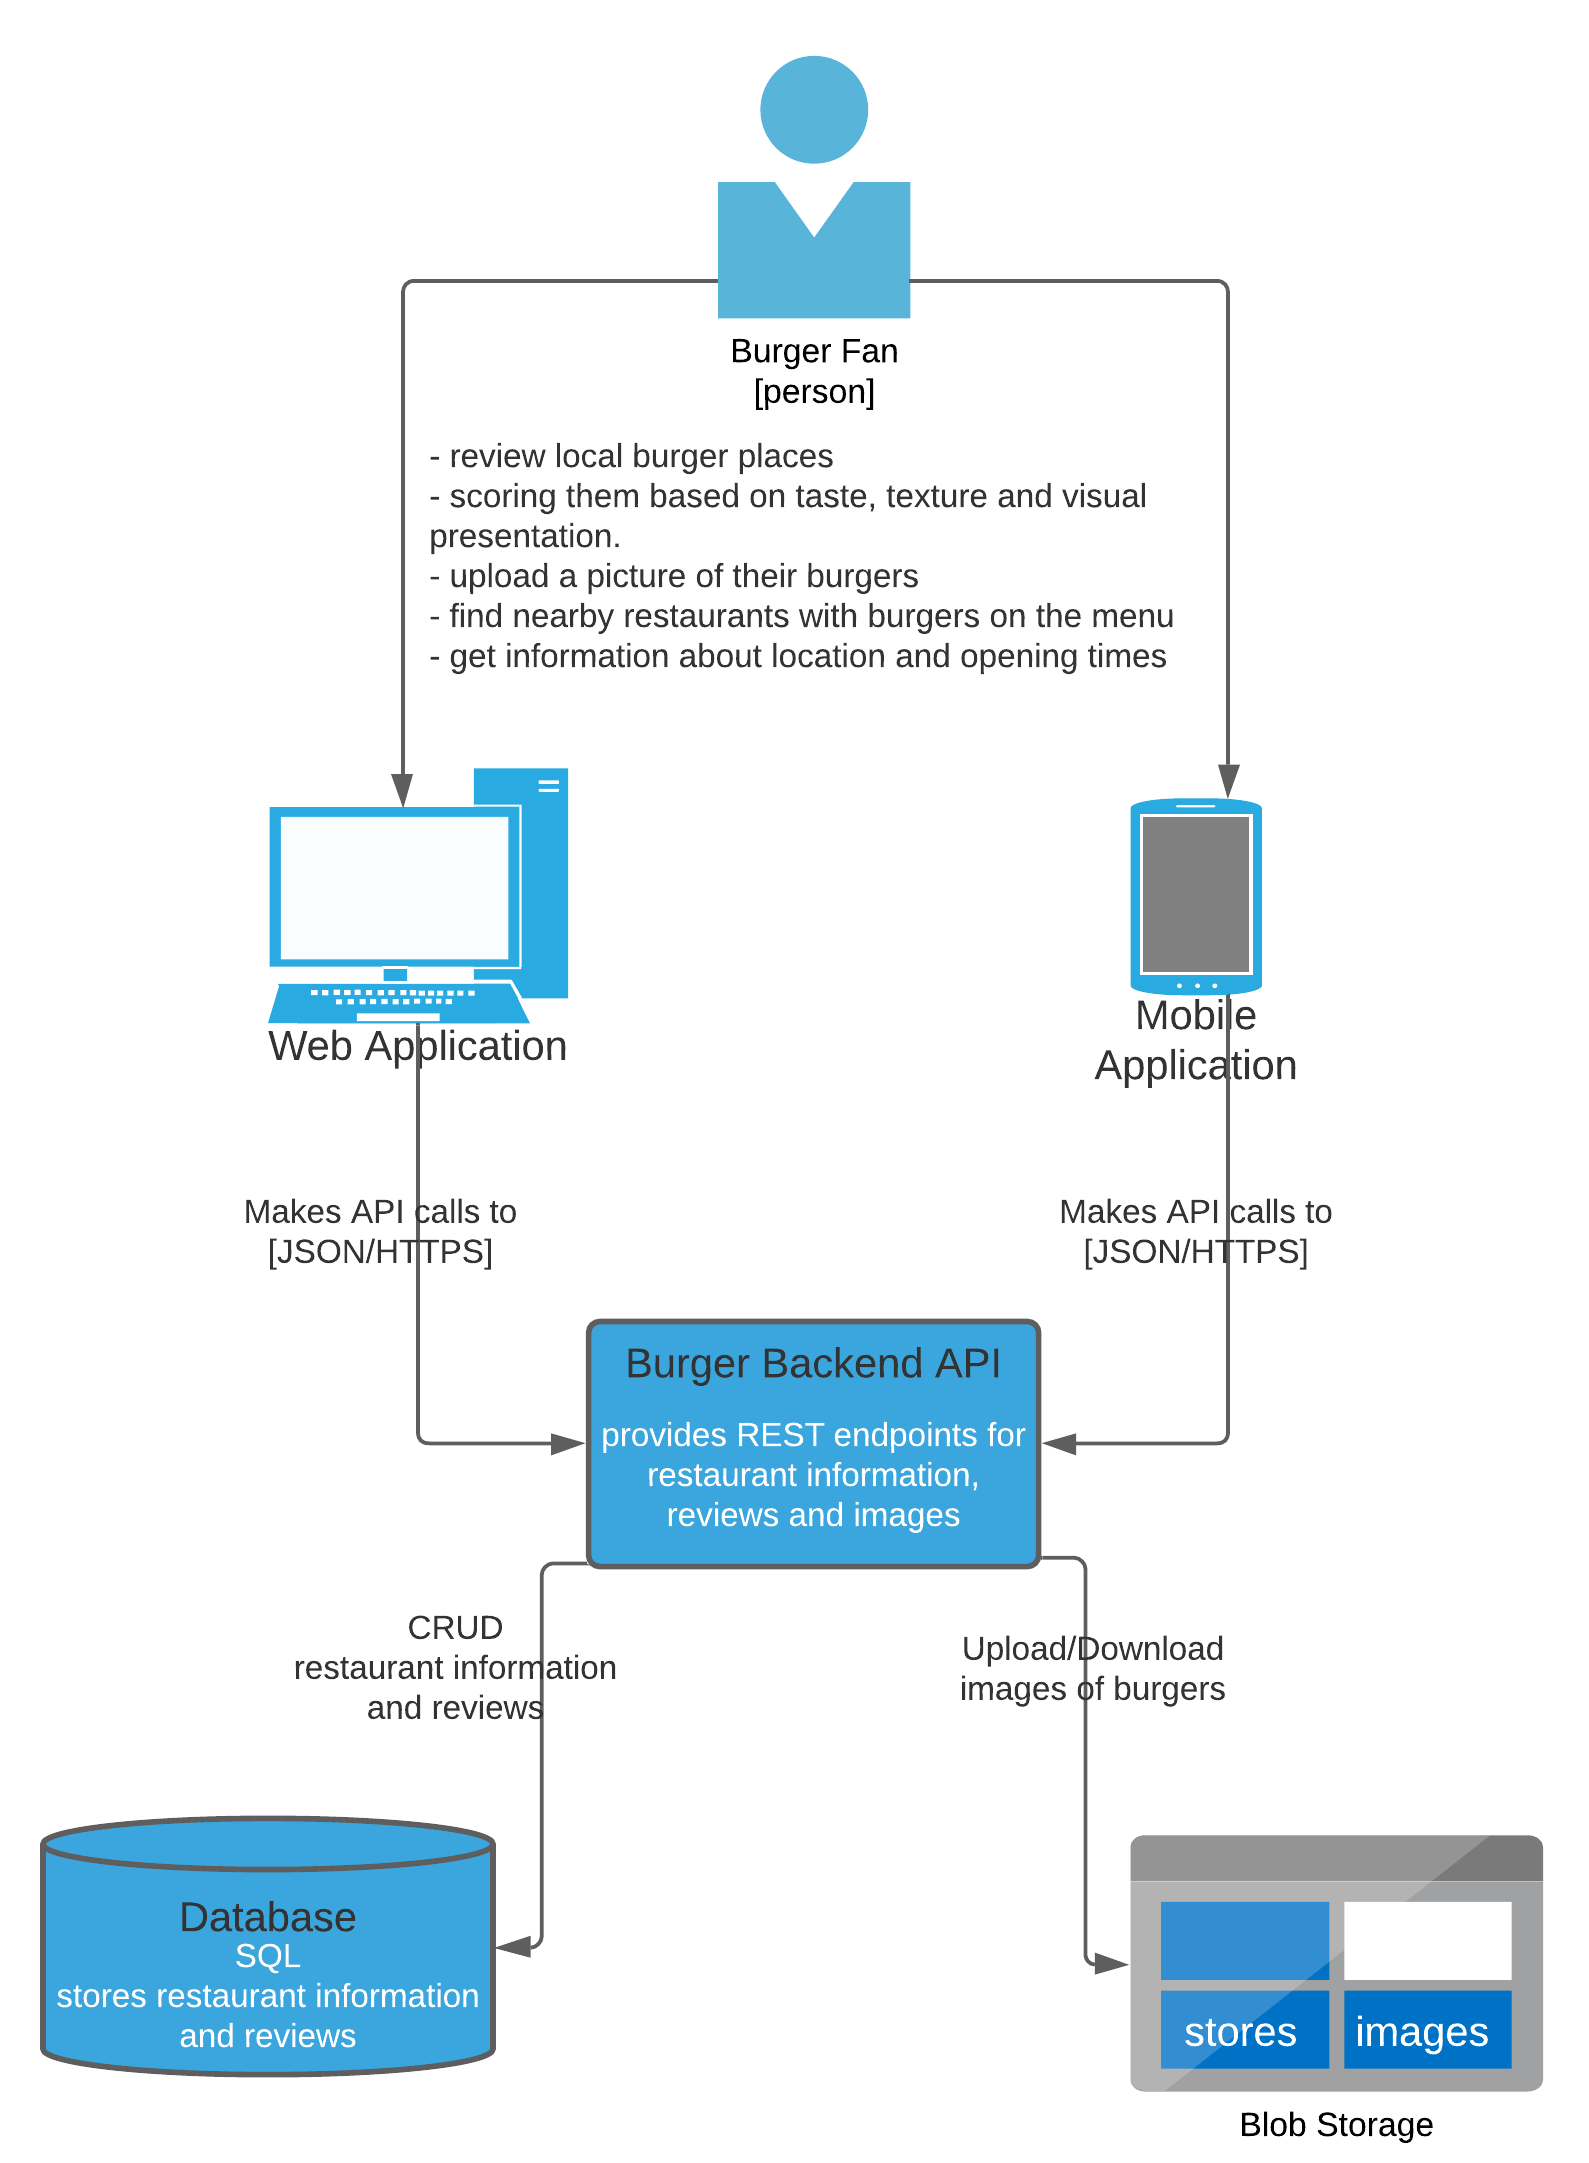 Burger Fan
[person]
- review local burger places
- scoring them based on taste, texture and visual
presentation.
- upload a picture of their burgers
- find nearby restaurants with burgers on the menu
- get information about location and opening times
Web Application
Mobile
Application
Makes API calls to
[JSON/HTTPS]
Makes API calls to
[JSON/HTTPS]
Burger Backend API
provides REST endpoints for
restaurant information,
reviews and images
CRUD
restaurant information
and reviews
Upload/Download
images of burgers
Database
SQL
stores restaurant information
and reviews
stores images
Blob Storage